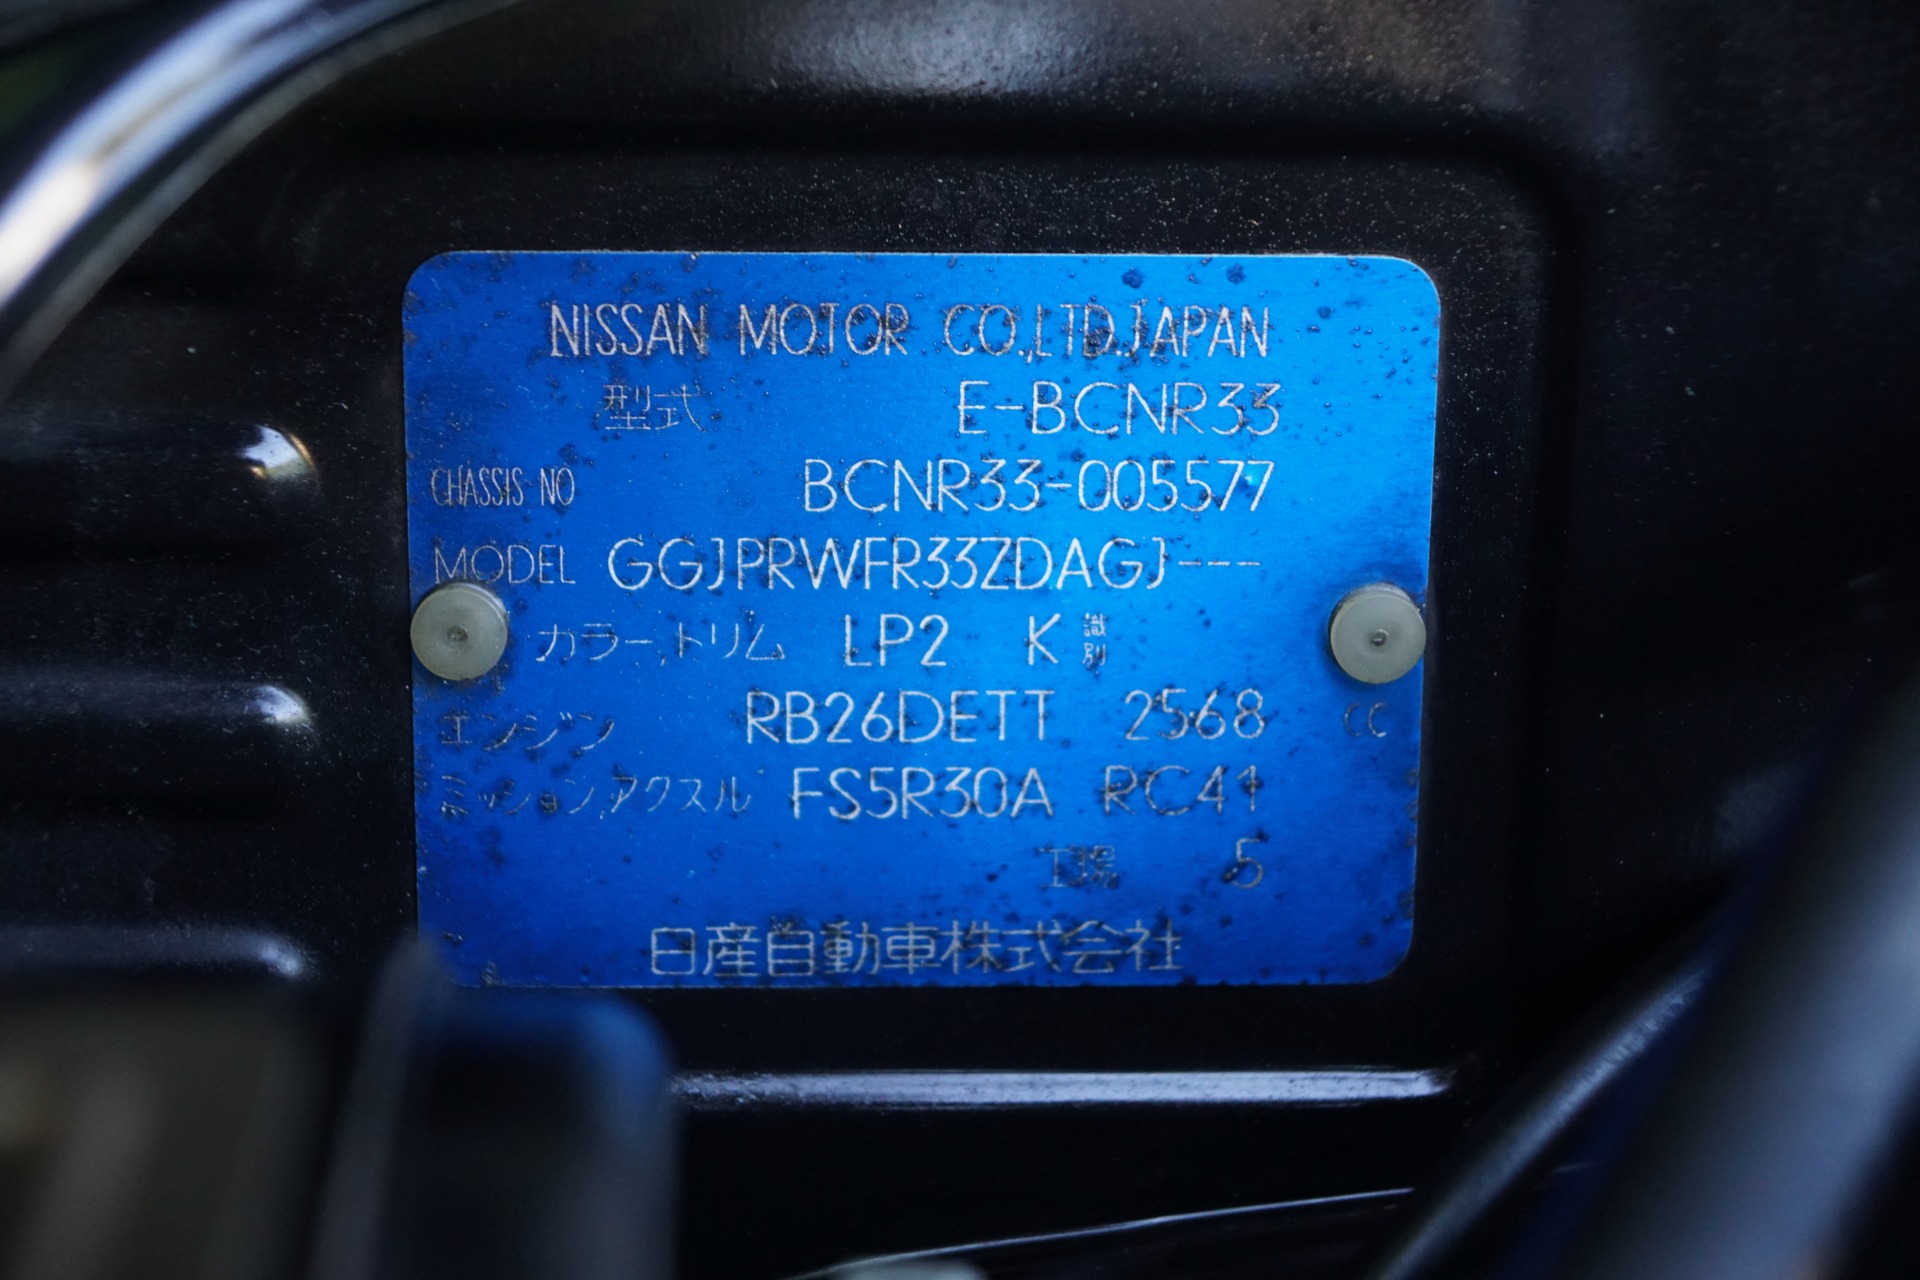 NISSAN MOTOR CO.,LTD.JAPAN
型式 E-BCNR33
CHASSIS NO BCNR33-005577
MODEL GGJPRWFR33ZDAGJ---
カラー,トリム LP2 K 識別
エンジン RB26DETT 2568 CC
ミッション,アクスル FS5R30A RC41
工場 5
日産自動車株式会社